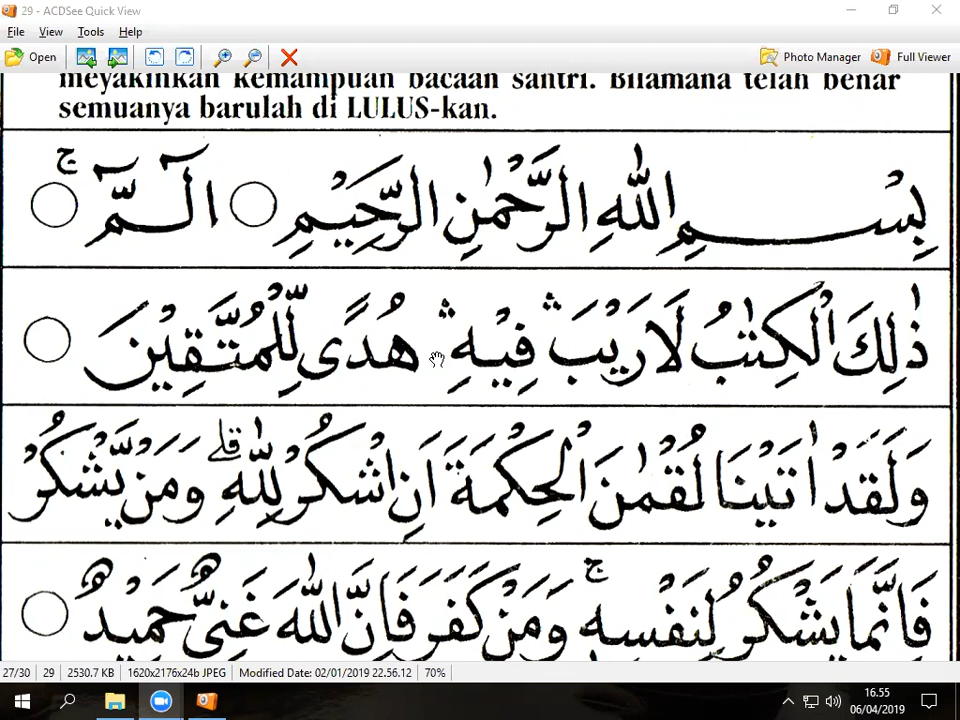 29 - ACDSee Quick View
File View Tools Help
Open Photo Manager Full Viewer
meyakinkan kemampuan bacaan santri. Bilamana telah benar
semuanya barulah di LULUS-kan.
بِسْمِ اللّٰهِ الرَّحْمٰنِ الرَّحِيْمِ ○ الٓـمّٓ ۚ ○
ذٰلِكَ الْكِتٰبُ لَا رَيْبَ ۛ فِيْهِ ۛ هُدًى لِّلْمُتَّقِيْنَ ○
وَلَقَدْ اٰتَيْنَا لُقْمٰنَ الْحِكْمَةَ اَنِ اشْكُرْ لِلّٰهِ ۗ وَمَنْ يَّشْكُرْ
فَاِنَّمَا يَشْكُرُ لِنَفْسِهٖ ۚ وَمَنْ كَفَرَ فَاِنَّ اللّٰهَ غَنِيٌّ حَمِيْدٌ ○
27/30 29 2530.7 KB 1620x2176x24b JPEG Modified Date: 02/01/2019 22.56.12 70%
16.55
06/04/2019